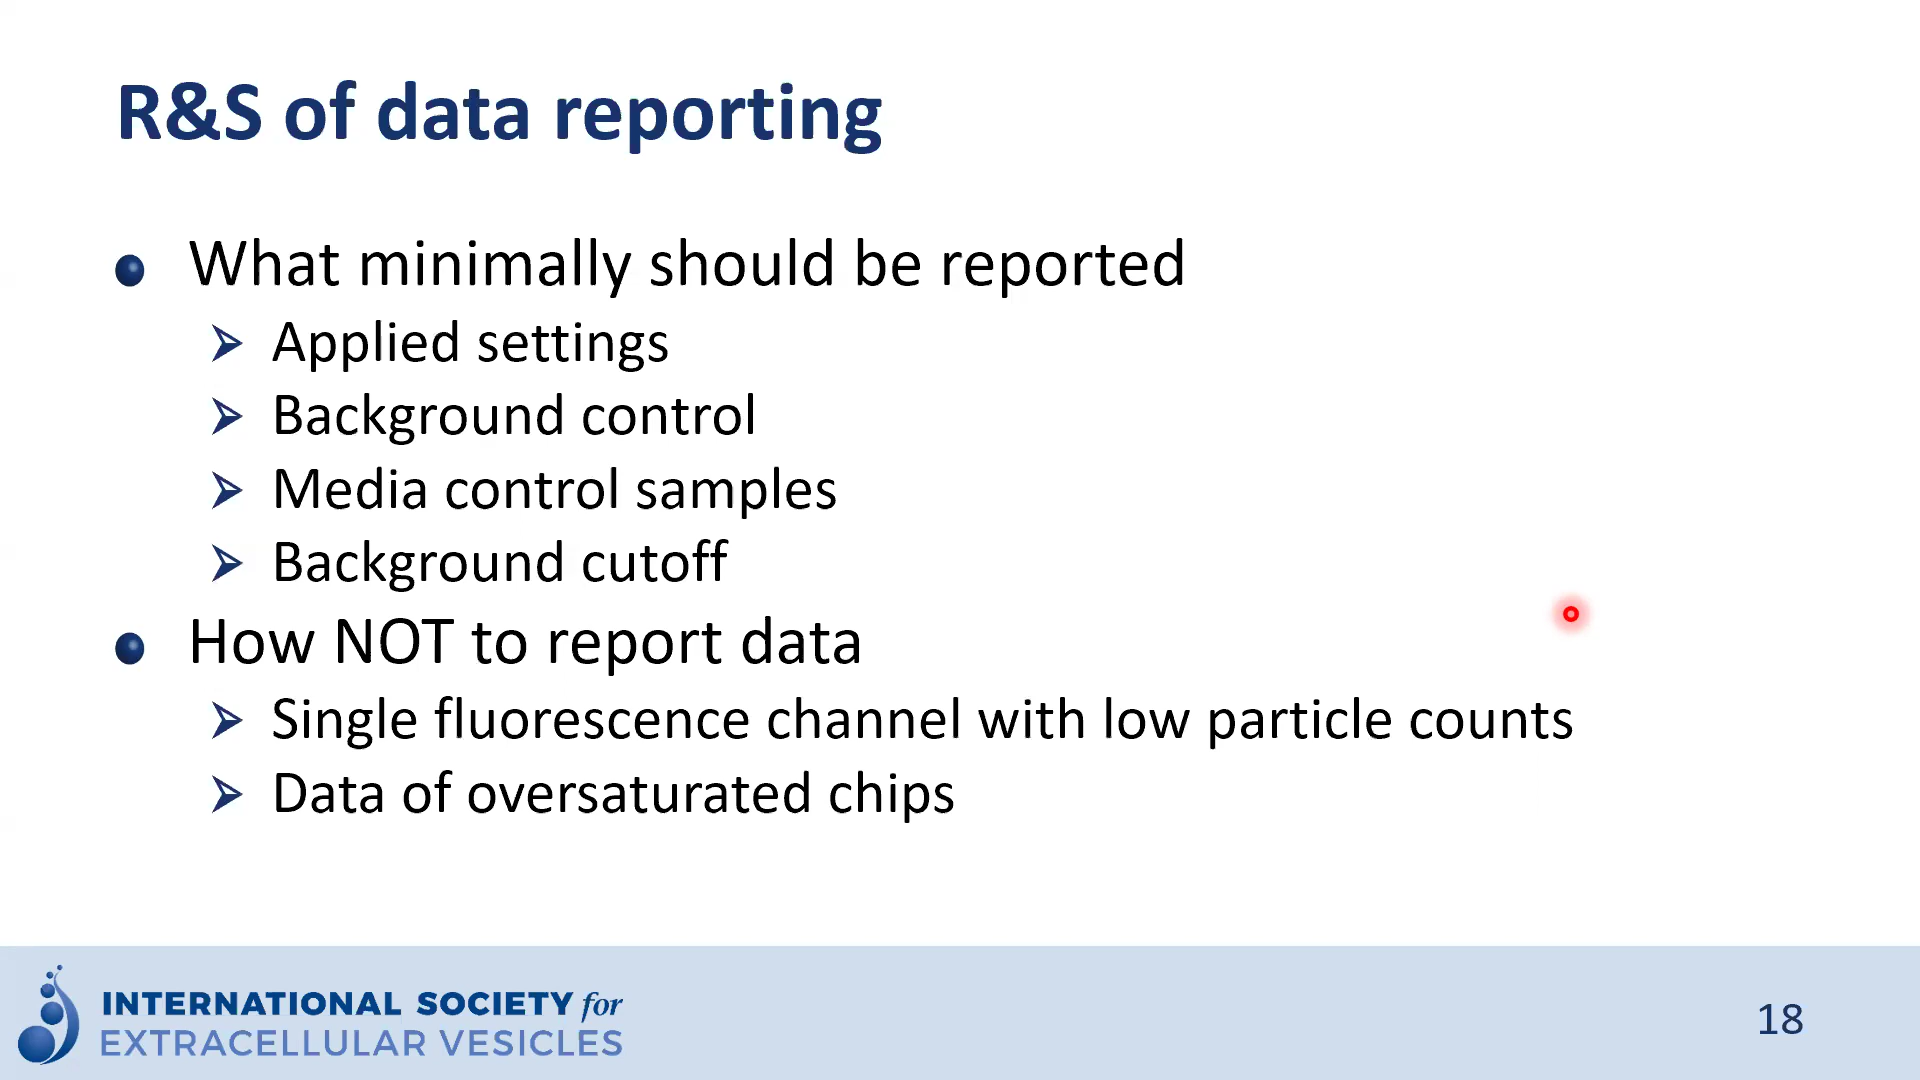 R&S of data reporting
What minimally should be reported
Applied settings
Background control
Media control samples
Background cutoff
How NOT to report data
Single fluorescence channel with low particle counts
Data of oversaturated chips
INTERNATIONAL SOCIETY for
EXTRACELLULAR VESICLES
18